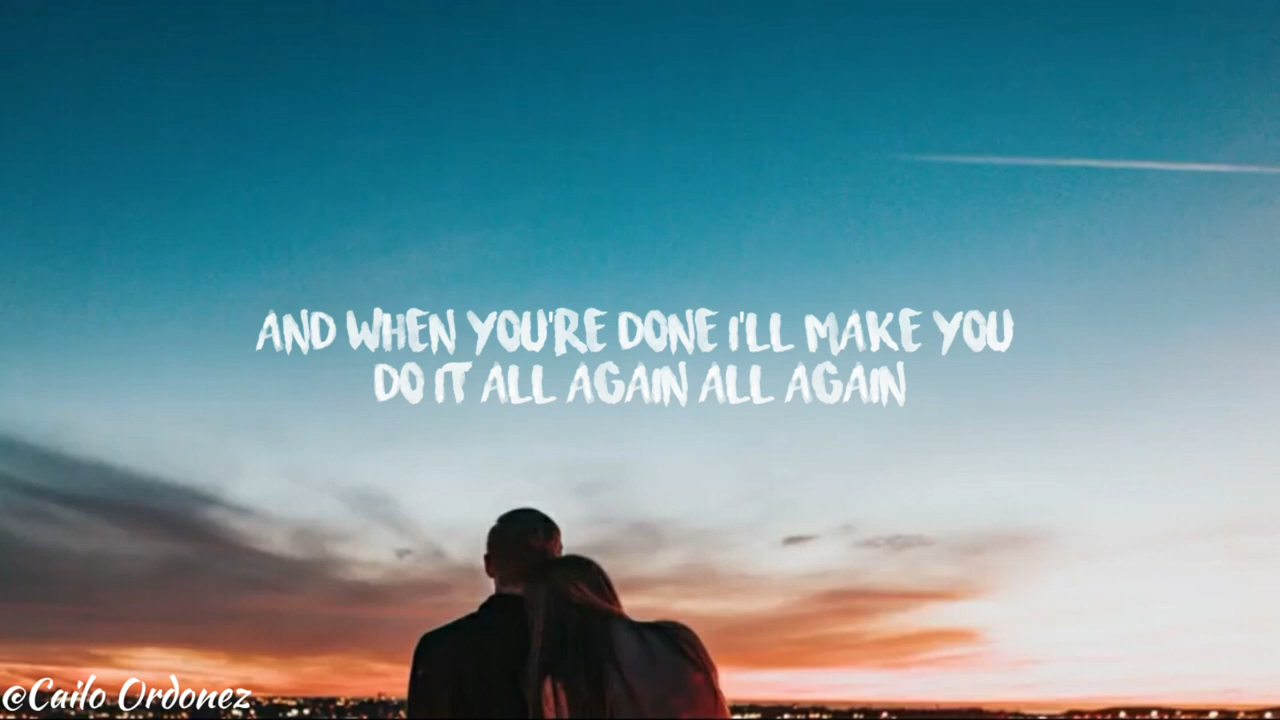 AND WHEN YOU'RE DONE I'LL MAKE YOU
DO IT ALL AGAIN ALL AGAIN
@Cailo Ordonez